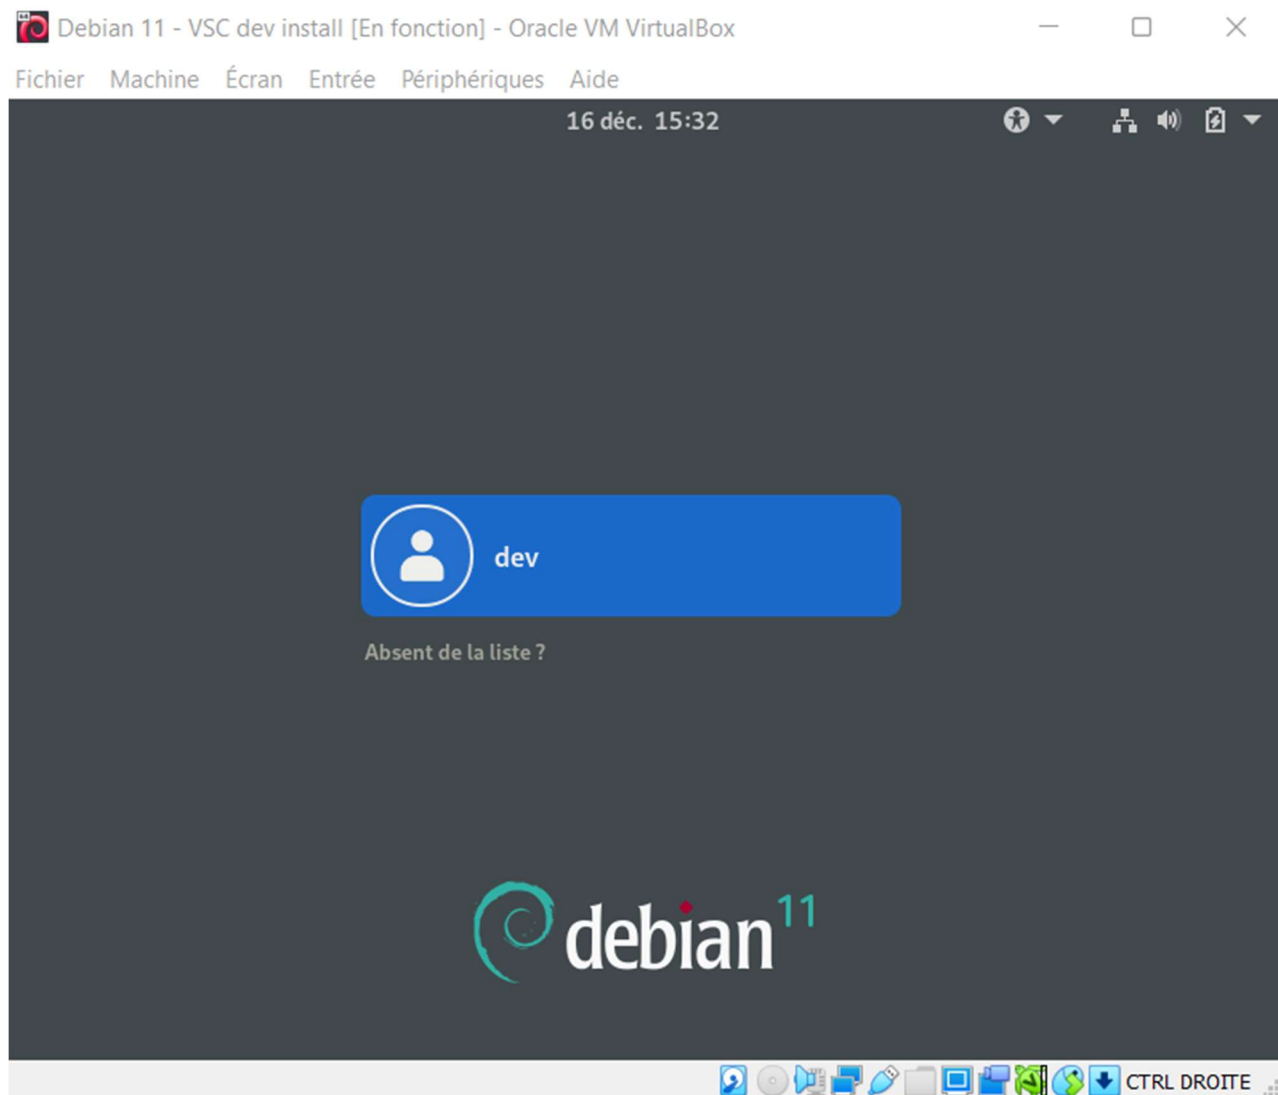 Debian 11 - VSC dev install [En fonction] - Oracle VM VirtualBox
Fichier Machine Écran Entrée Périphériques Aide
16 déc. 15:32
dev
Absent de la liste ?
debian 11
CTRL DROITE